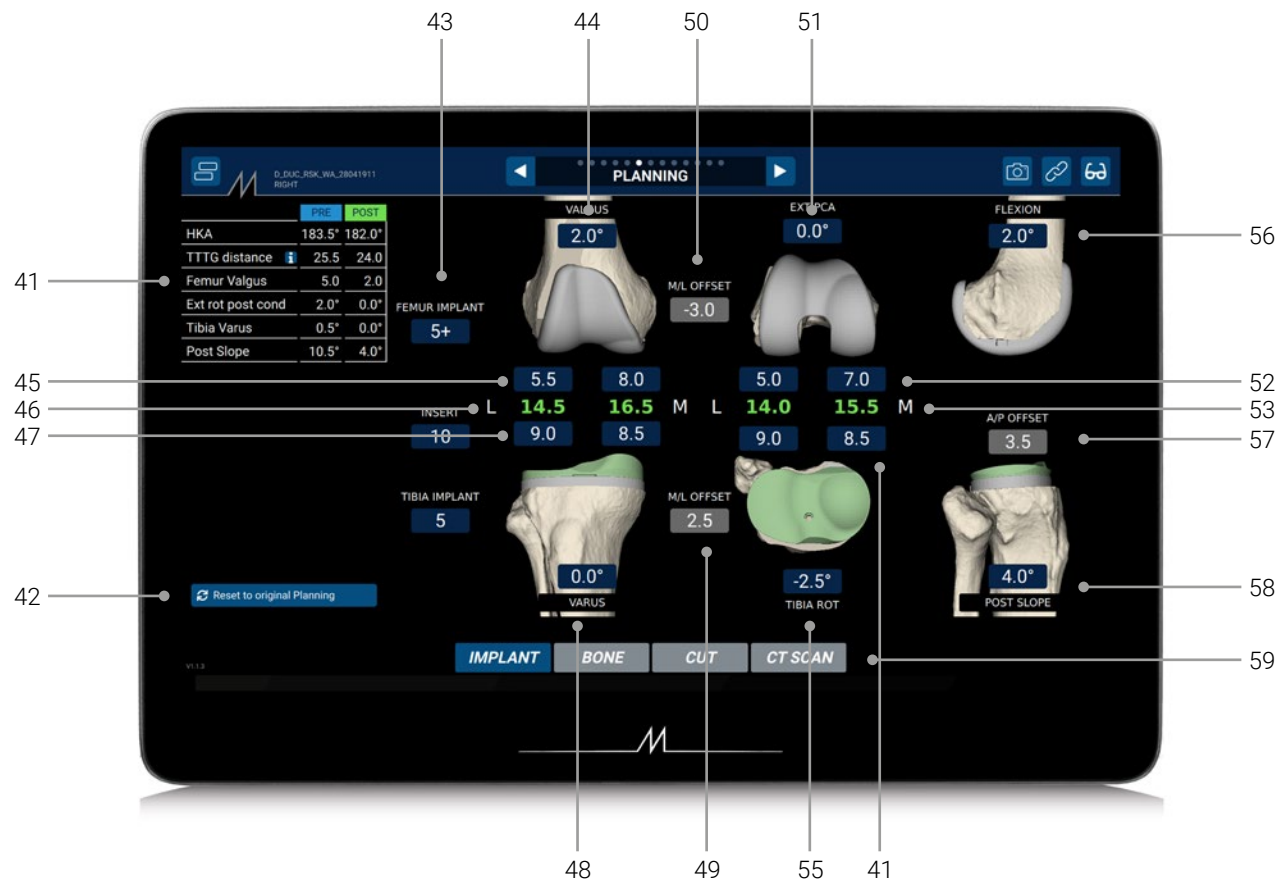 43 44 50 51
D_DUC_RSK_WA_28041911
RIGHT
PLANNING
PRE POST
HKA 183.5° 182.0°
TTTG distance i 25.5 24.0
Femur Valgus 5.0 2.0
Ext rot post cond 2.0° 0.0°
Tibia Varus 0.5° 0.0°
Post Slope 10.5° 4.0°
41
VALGUS
2.0°
EXT PCA
0.0°
FLEXION
2.0°
56
M/L OFFSET
-3.0
FEMUR IMPLANT
5+
45 5.5 8.0 5.0 7.0 52
46 L 14.5 16.5 M L 14.0 15.5 M 53
47 9.0 8.5 9.0 8.5
INSERT
10
A/P OFFSET
3.5
57
TIBIA IMPLANT
5
M/L OFFSET
2.5
42 Reset to original Planning
0.0°
VARUS
-2.5°
TIBIA ROT
4.0°
POST SLOPE
58
V1.1.3
IMPLANT BONE CUT CT SCAN 59
48 49 55 41